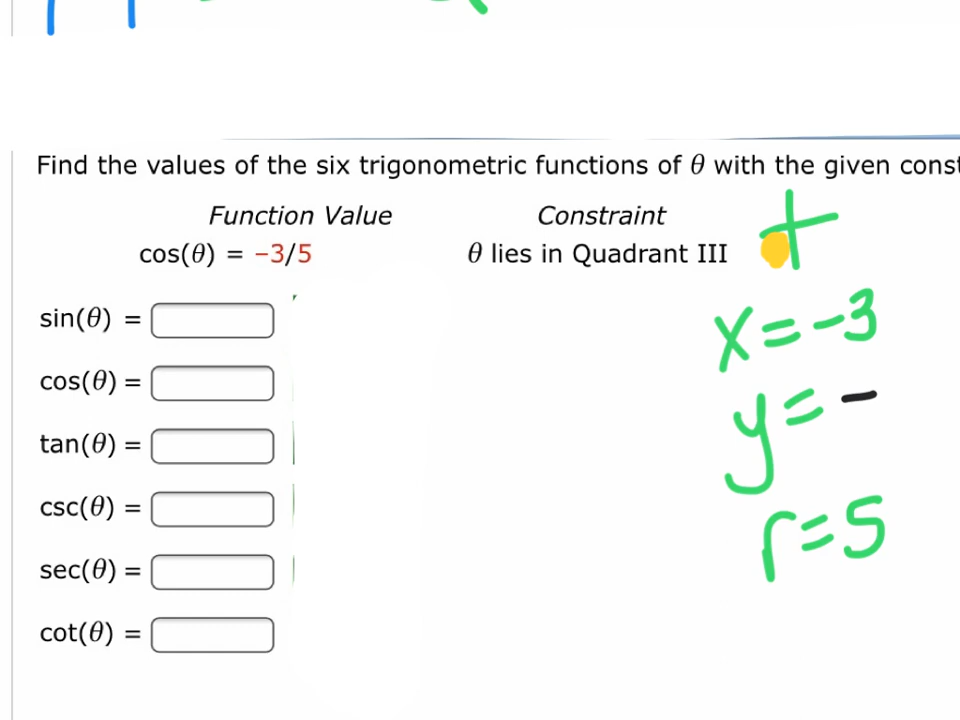 Find the values of the six trigonometric functions of θ with the given const
Function Value Constraint
cos(θ) = −3/5 θ lies in Quadrant III
sin(θ) =
x = -3
cos(θ) =
y = -
tan(θ) =
csc(θ) =
r = 5
sec(θ) =
cot(θ) =